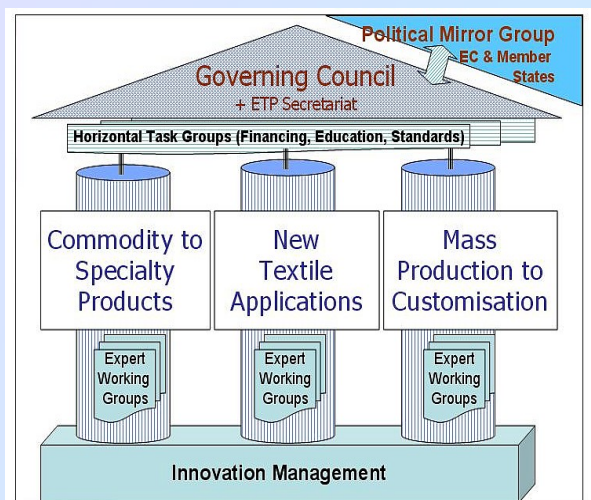 Political Mirror Group
EC & Member
States
Governing Council
+ ETP Secretariat
Horizontal Task Groups (Financing, Education, Standards)
Commodity to
Specialty
Products
New
Textile
Applications
Mass
Production to
Customisation
Expert
Working
Groups
Expert
Working
Groups
Expert
Working
Groups
Innovation Management